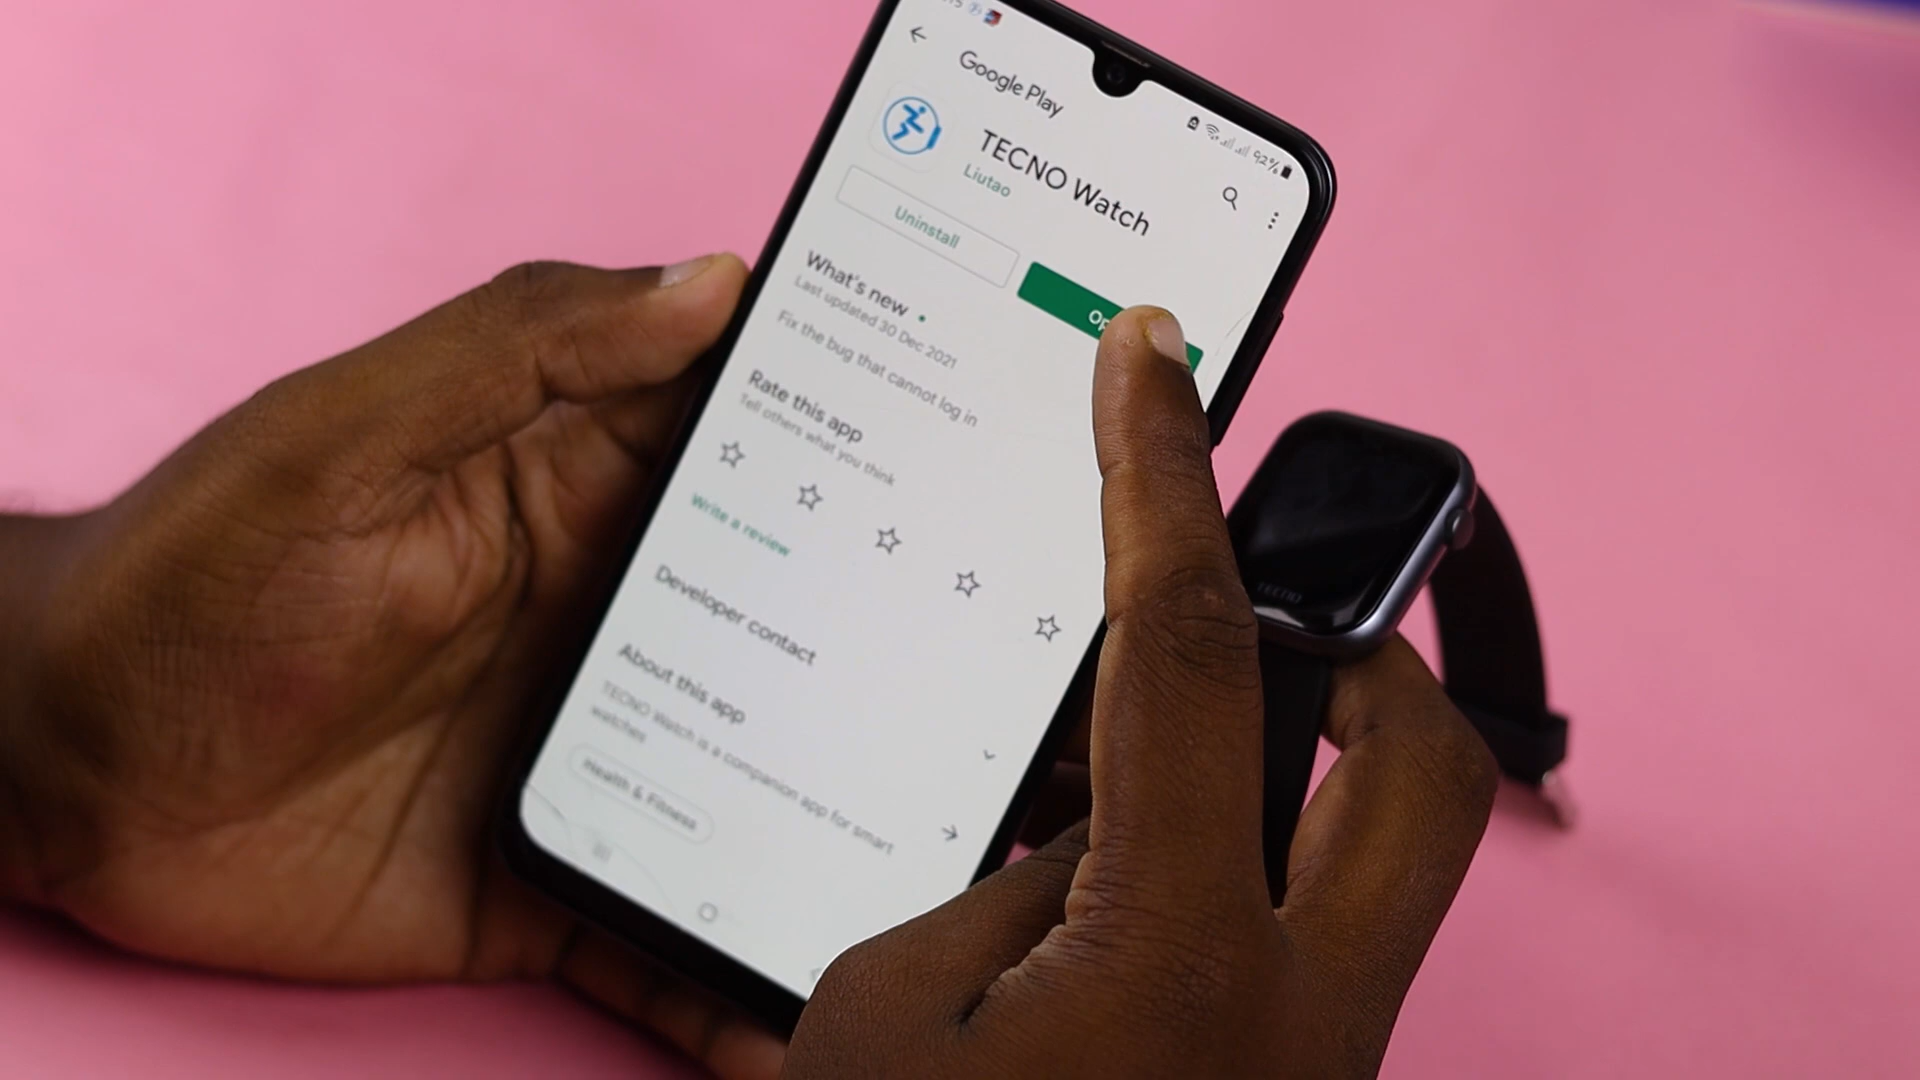 Google Play
92%
TECNO Watch
Liutao
Uninstall
Op
What's new
Last updated 30 Dec 2021
Fix the bug that cannot log in
Rate this app
Tell others what you think
Write a review
Developer contact
About this app
TECNO Watch is a companion app for smart
watches
Health & Fitness
TECNO